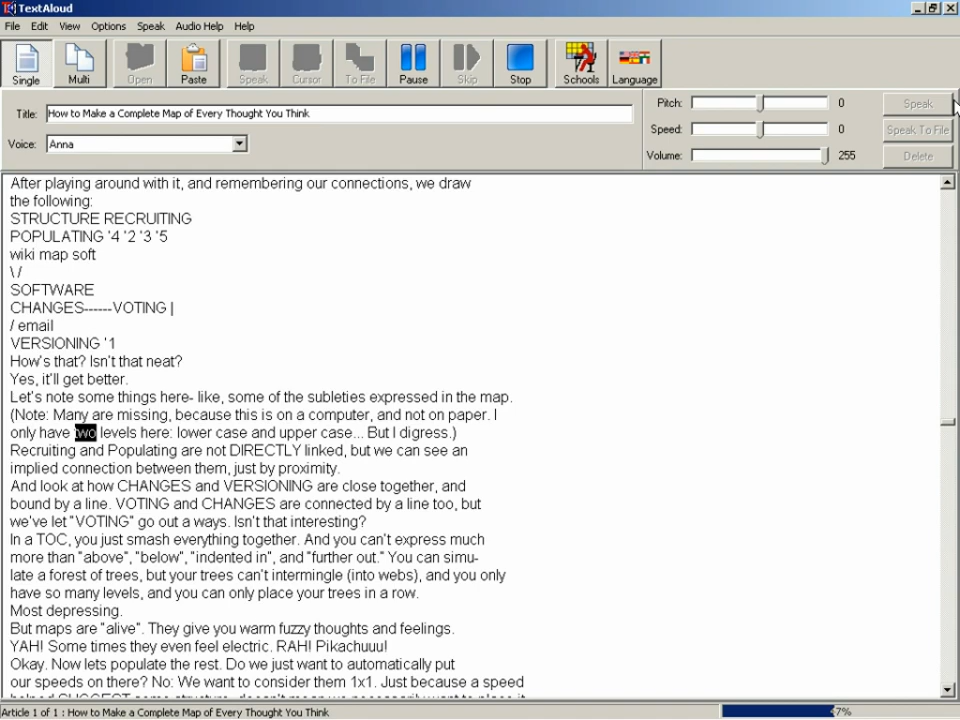 TextAloud
File Edit View Options Speak Audio Help Help
Single Multi Open Paste Speak Cursor To File Pause Skip Stop Schools Language
Title: How to Make a Complete Map of Every Thought You Think
Voice: Anna
Pitch: 0 Speak
Speed: 0 Speak To File
Volume: 255 Delete
After playing around with it, and remembering our connections, we draw
the following:
STRUCTURE RECRUITING
POPULATING '4 '2 '3 '5
wiki map soft
\ /
SOFTWARE
CHANGES------VOTING |
/ email
VERSIONING '1
How's that? Isn't that neat?
Yes, it'll get better.
Let's note some things here- like, some of the subleties expressed in the map.
(Note: Many are missing, because this is on a computer, and not on paper. I
only have two levels here: lower case and upper case... But I digress.)
Recruiting and Populating are not DIRECTLY linked, but we can see an
implied connection between them, just by proximity.
And look at how CHANGES and VERSIONING are close together, and
bound by a line. VOTING and CHANGES are connected by a line too, but
we've let "VOTING" go out a ways. Isn't that interesting?
In a TOC, you just smash everything together. And you can't express much
more than "above", "below", "indented in", and "further out." You can simu-
late a forest of trees, but your trees can't intermingle (into webs), and you only
have so many levels, and you can only place your trees in a row.
Most depressing.
But maps are "alive". They give you warm fuzzy thoughts and feelings.
YAH! Some times they even feel electric. RAH! Pikachuuu!
Okay. Now lets populate the rest. Do we just want to automatically put
our speeds on there? No: We want to consider them 1x1. Just because a speed
helped SUGGEST some structure, doesn't mean we necessarily want to place it
Article 1 of 1 : How to Make a Complete Map of Every Thought You Think 47%